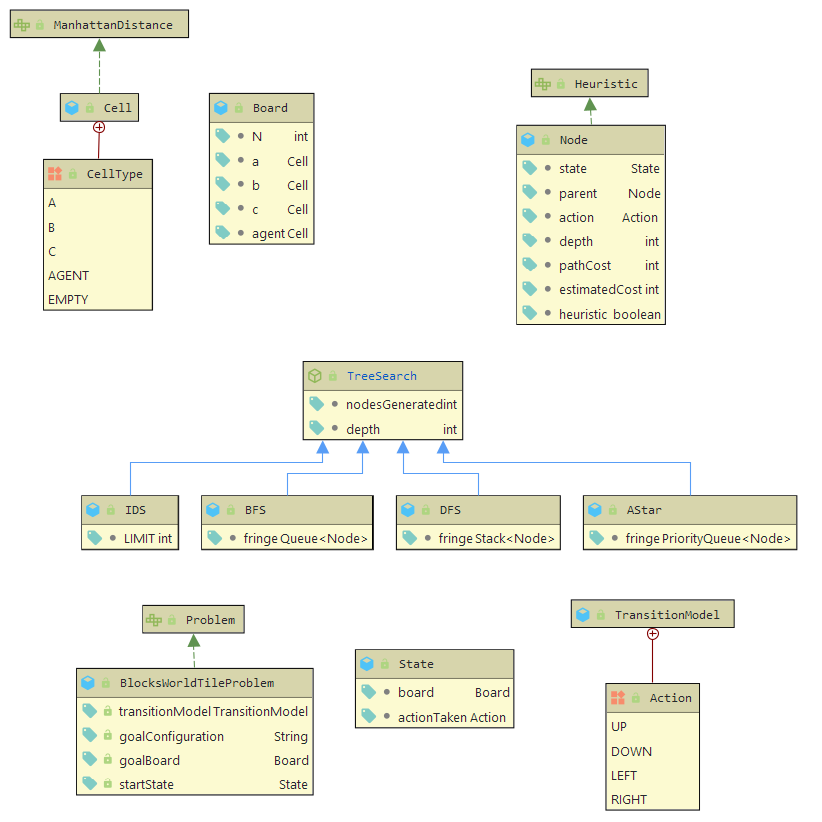 ManhattanDistance
Cell
CellType
A
B
C
AGENT
EMPTY
Board
N int
a Cell
b Cell
c Cell
agent Cell
Heuristic
Node
state State
parent Node
action Action
depth int
pathCost int
estimatedCost int
heuristic boolean
TreeSearch
nodesGenerated int
depth int
IDS
LIMIT int
BFS
fringe Queue<Node>
DFS
fringe Stack<Node>
AStar
fringe PriorityQueue<Node>
Problem
BlocksWorldTileProblem
transitionModel TransitionModel
goalConfiguration String
goalBoard Board
startState State
State
board Board
actionTaken Action
TransitionModel
Action
UP
DOWN
LEFT
RIGHT